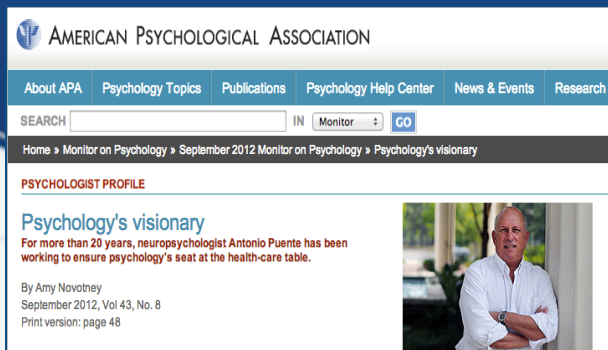 American Psychological Association
About APA Psychology Topics Publications Psychology Help Center News & Events Research
SEARCH IN Monitor GO
Home » Monitor on Psychology » September 2012 Monitor on Psychology » Psychology's visionary
PSYCHOLOGIST PROFILE
Psychology's visionary
For more than 20 years, neuropsychologist Antonio Puente has been
working to ensure psychology's seat at the health-care table.
By Amy Novotney
September 2012, Vol 43, No. 8
Print version: page 48